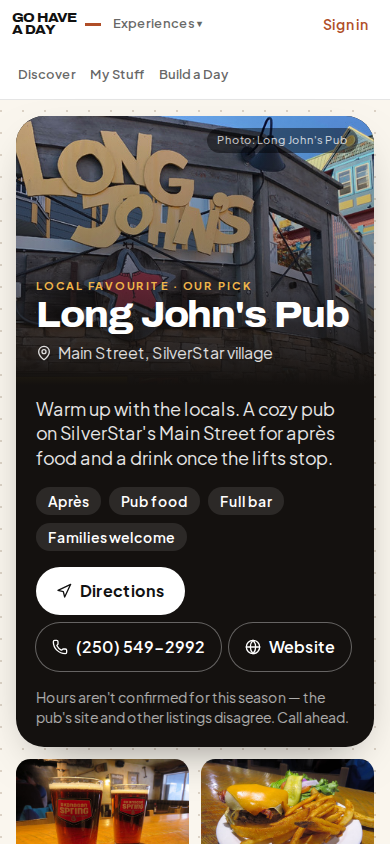 GO HAVE
A DAY
Experiences ▾
Sign in
Discover
My Stuff
Build a Day
Photo: Long John's Pub
LONG
JOHN'S
LOCAL FAVOURITE · OUR PICK
Long John's Pub
Main Street, SilverStar village
Warm up with the locals. A cozy pub
on SilverStar's Main Street for après
food and a drink once the lifts stop.
Après
Pub food
Full bar
Families welcome
Directions
(250) 549-2992
Website
Hours aren't confirmed for this season — the
pub's site and other listings disagree. Call ahead.
SPRING
SPRING